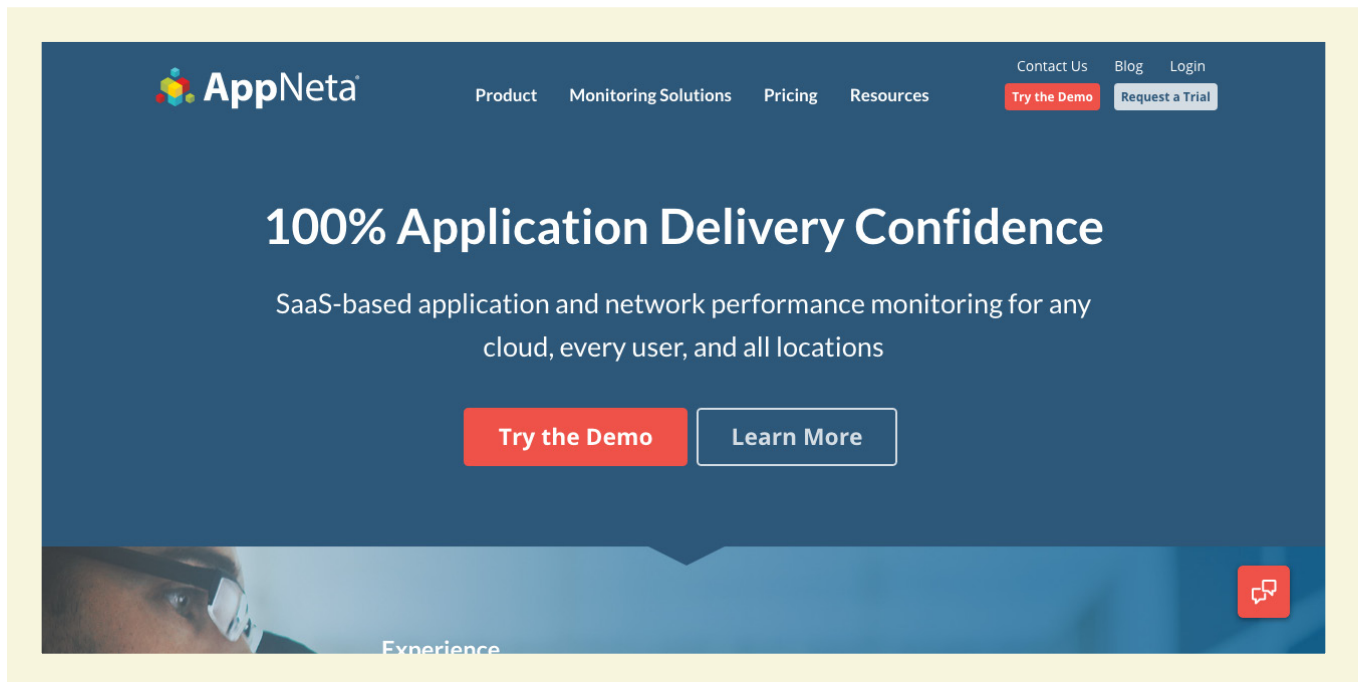 AppNeta
Product
Monitoring Solutions
Pricing
Resources
Contact Us
Blog
Login
Try the Demo
Request a Trial
100% Application Delivery Confidence
SaaS-based application and network performance monitoring for any
cloud, every user, and all locations
Try the Demo
Learn More
Experience